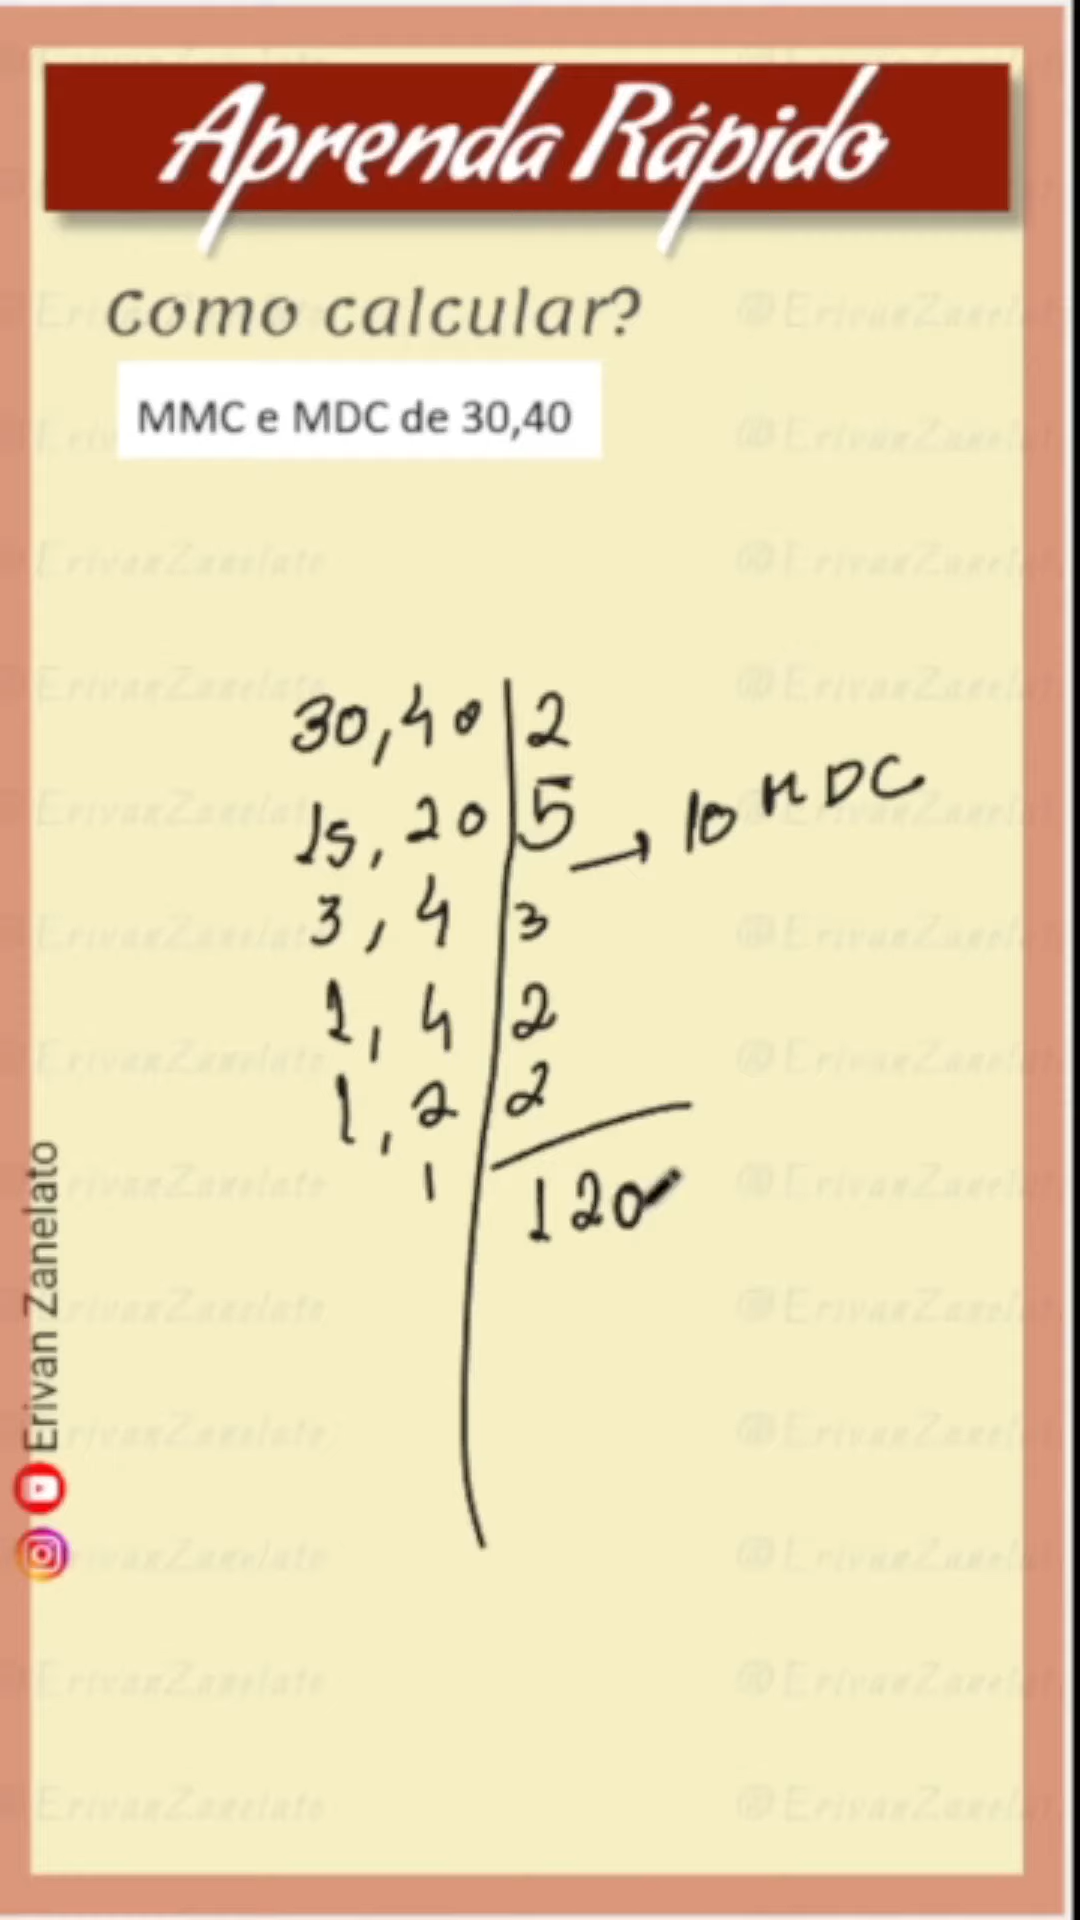 Aprenda Rápido
Como calcular?
MMC e MDC de 30,40
30,40 | 2
15, 20 | 5 → 10 MDC
3, 4 | 3
1, 4 | 2
1, 2 | 2
1 | 120
Erivan Zanelato
@ErivanZanelato